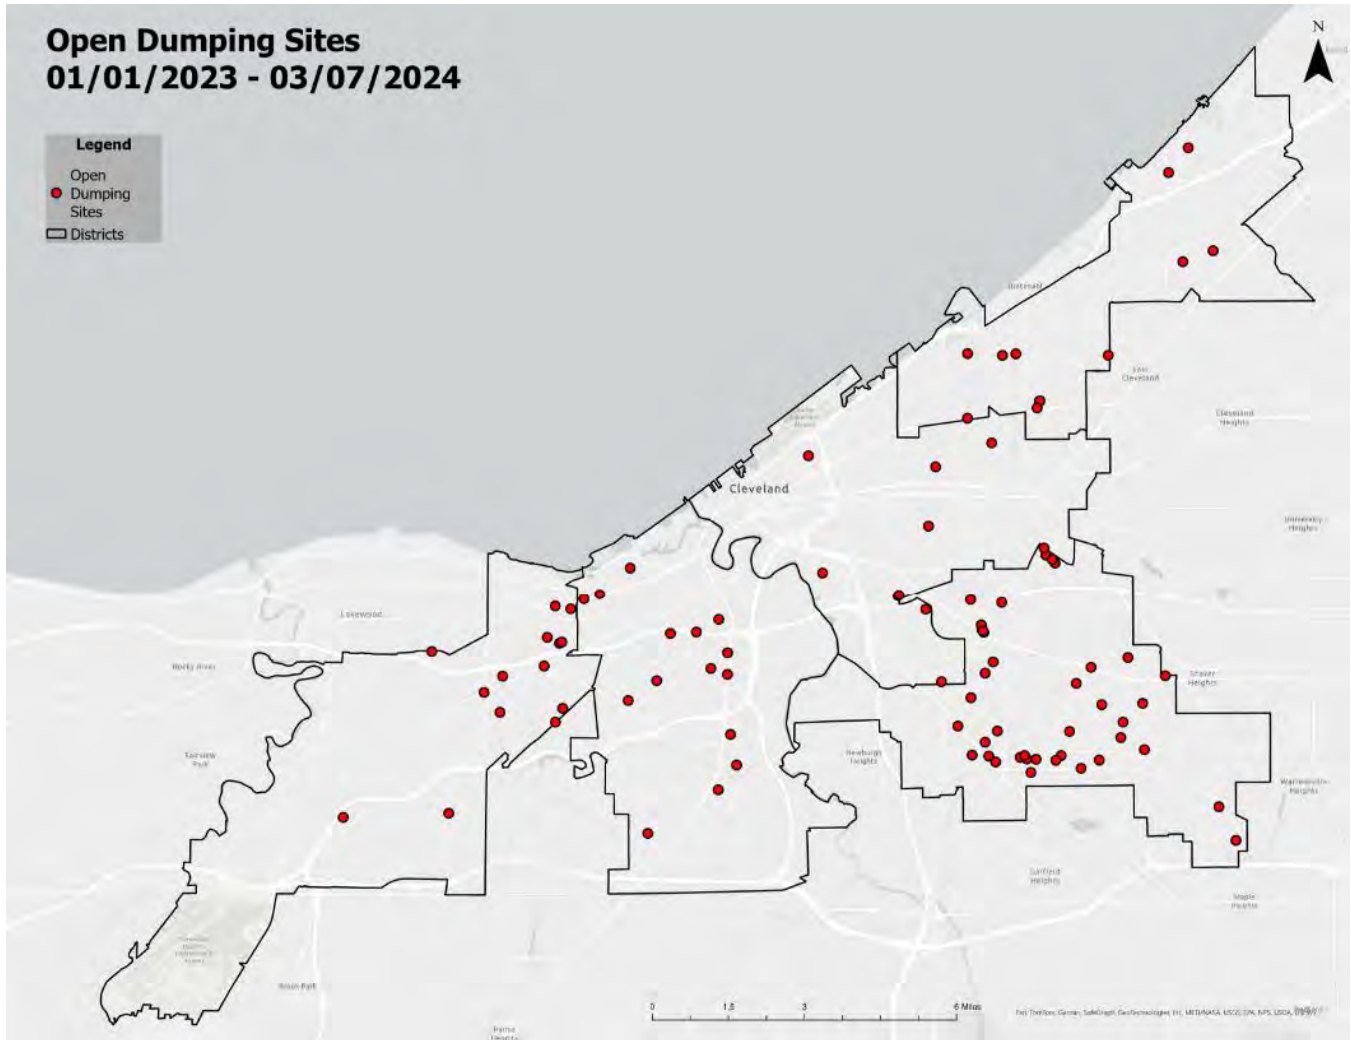 Open Dumping Sites
01/01/2023 - 03/07/2024
N
Legend
Open
Dumping
Sites
Districts
East
Cleveland
Cleveland
Heights
Cleveland
University
Heights
Lakewood
Rocky River
Shaker
Heights
Fairview
Park
Newburgh
Heights
Warrensville
Heights
Garfield
Heights
Maple
Heights
Brook Park
Parma
Heights
0
1.5
3
6 Miles